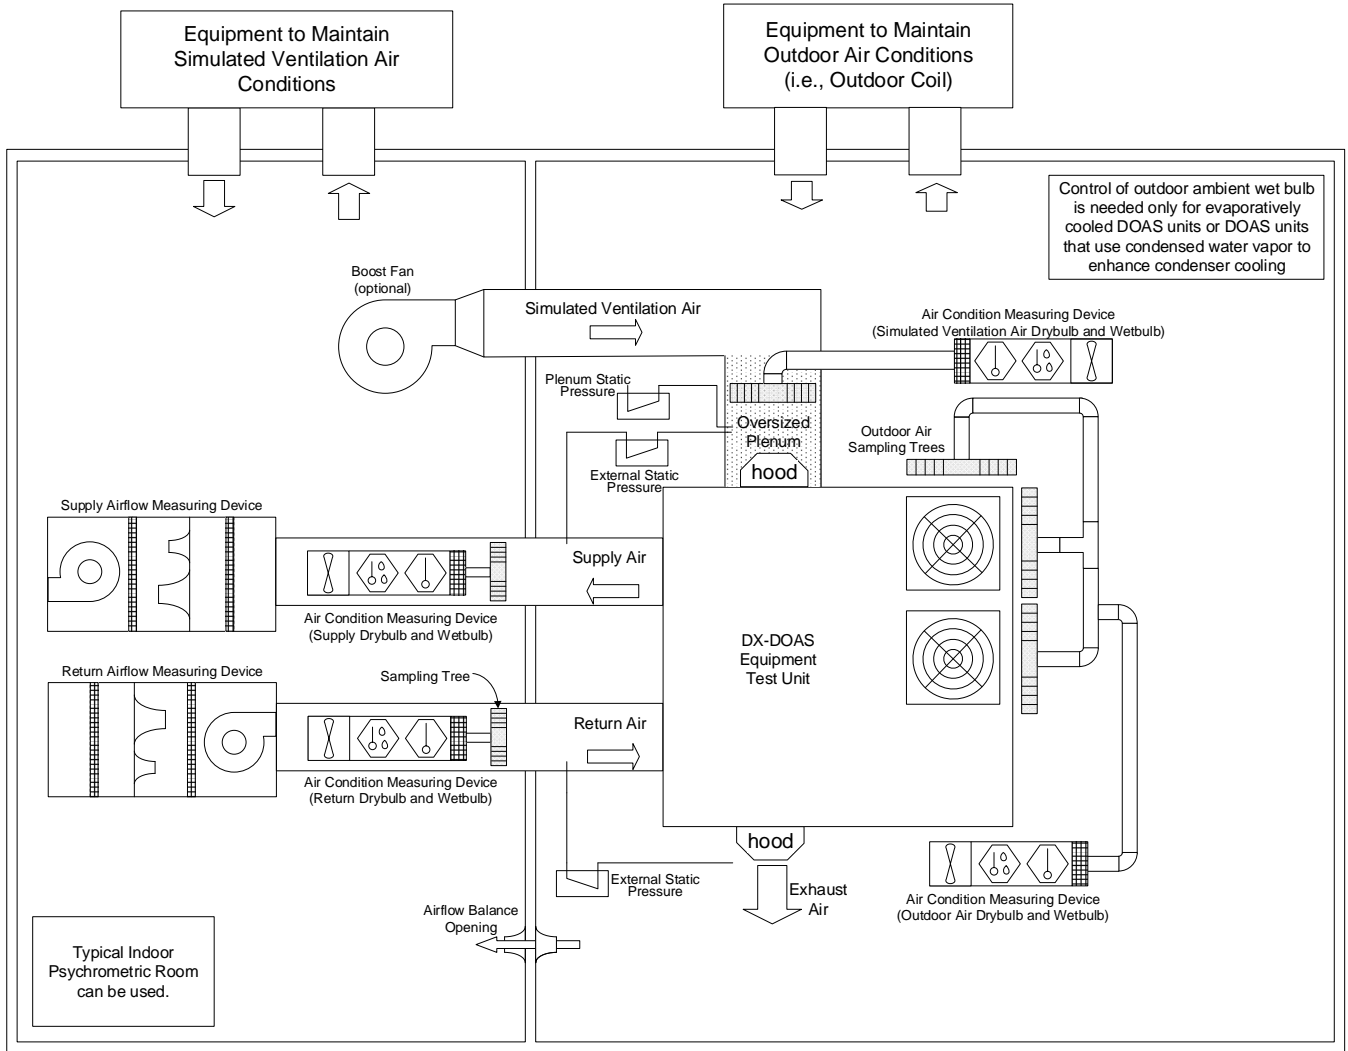 Equipment to Maintain
Simulated Ventilation Air
Conditions
Equipment to Maintain
Outdoor Air Conditions
(i.e., Outdoor Coil)
Control of outdoor ambient wet bulb
is needed only for evaporatively
cooled DOAS units or DOAS units
that use condensed water vapor to
enhance condenser cooling
Boost Fan
(optional)
Simulated Ventilation Air
Air Condition Measuring Device
(Simulated Ventilation Air Drybulb and Wetbulb)
Plenum Static
Pressure
Oversized
Plenum
Outdoor Air
Sampling Trees
External Static
Pressure
hood
Supply Airflow Measuring Device
Supply Air
Air Condition Measuring Device
(Supply Drybulb and Wetbulb)
DX-DOAS
Equipment
Test Unit
Return Airflow Measuring Device
Sampling Tree
Return Air
Air Condition Measuring Device
(Return Drybulb and Wetbulb)
hood
External Static
Pressure
Exhaust
Air
Air Condition Measuring Device
(Outdoor Air Drybulb and Wetbulb)
Airflow Balance
Opening
Typical Indoor
Psychrometric Room
can be used.